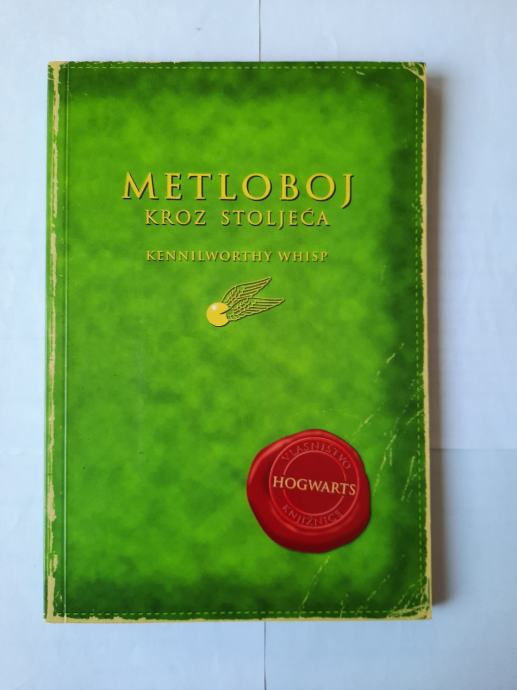 METLOBOJ
KROZ STOLJEĆA
KENNILWORTHY WHISP
VLASNIŠTVO
HOGWARTS
KNJIŽNICE